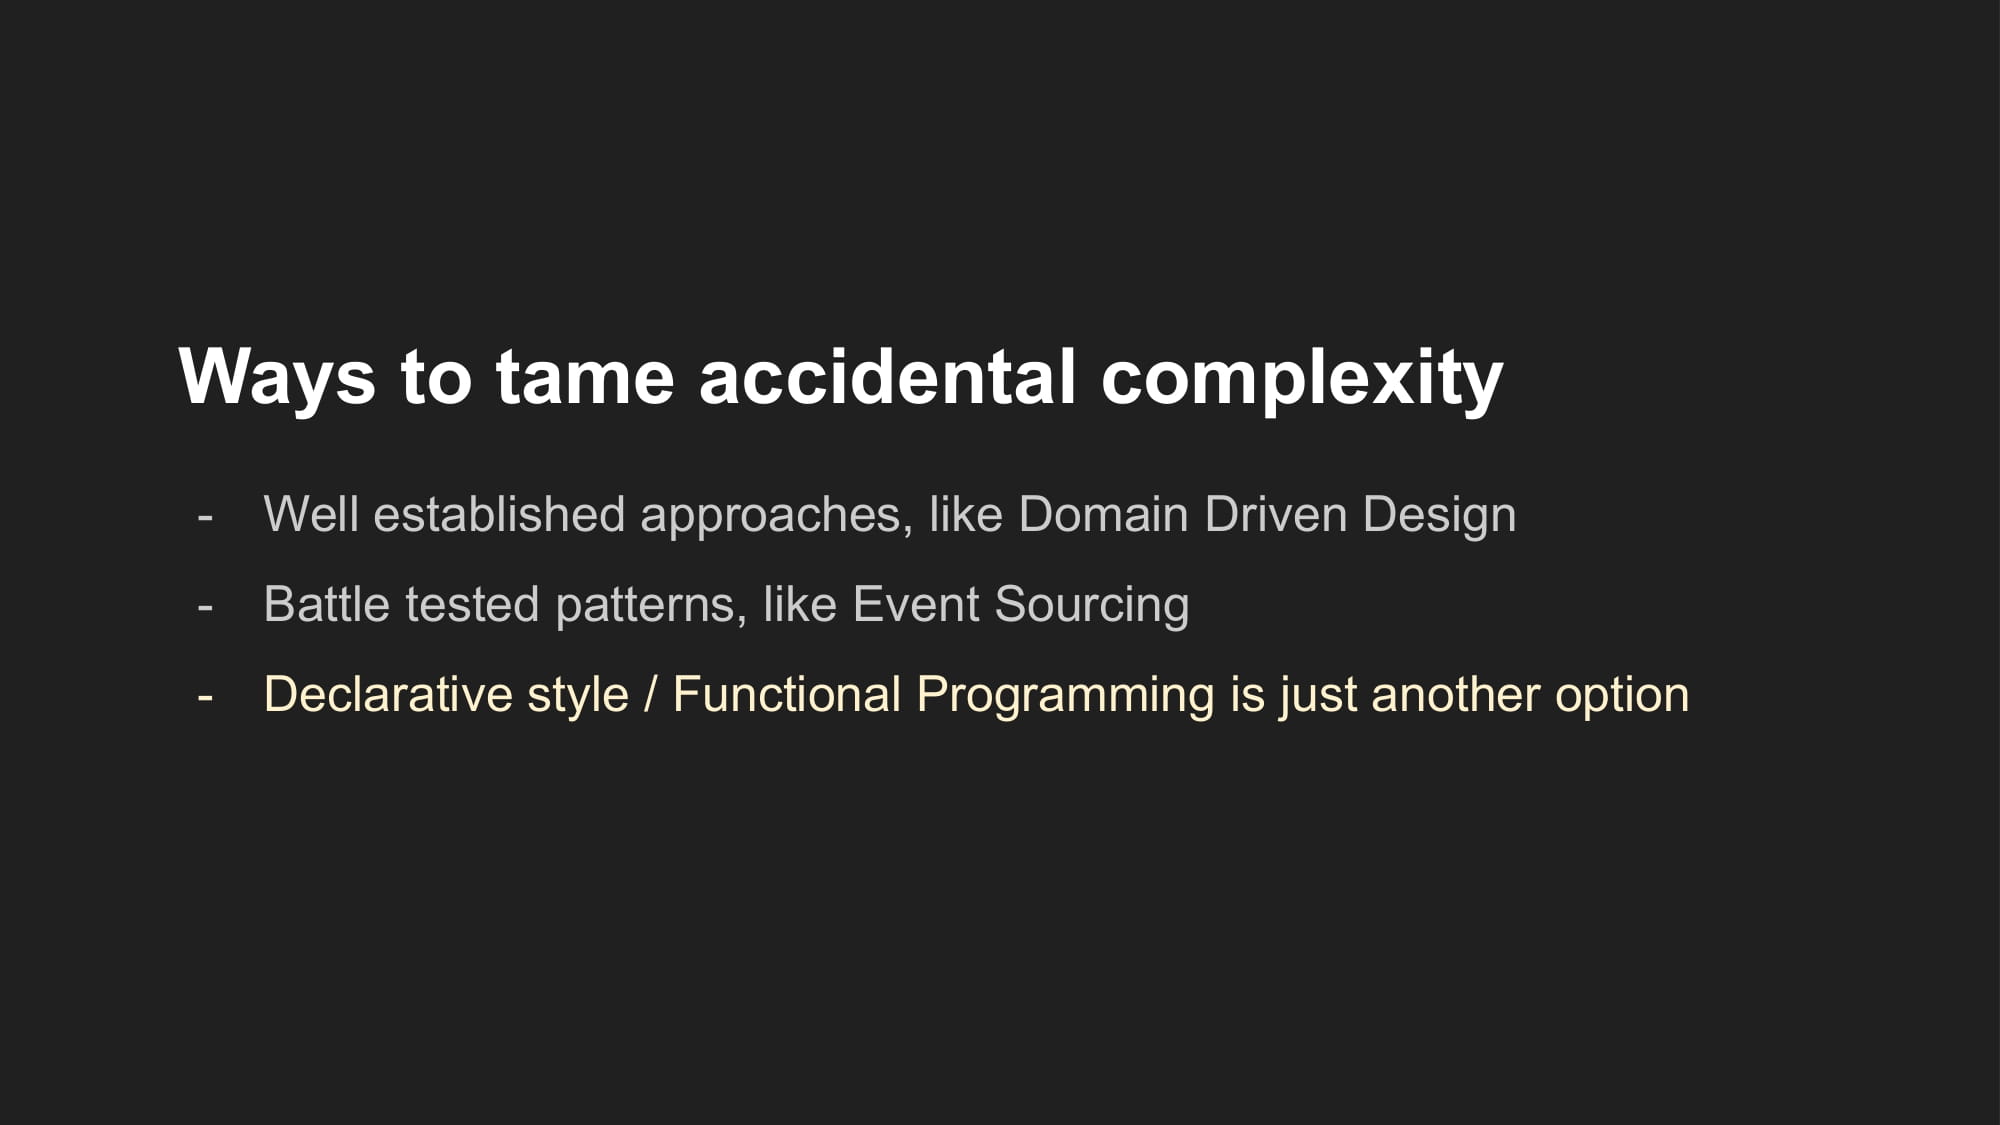 Ways to tame accidental complexity
- Well established approaches, like Domain Driven Design
- Battle tested patterns, like Event Sourcing
- Declarative style / Functional Programming is just another option